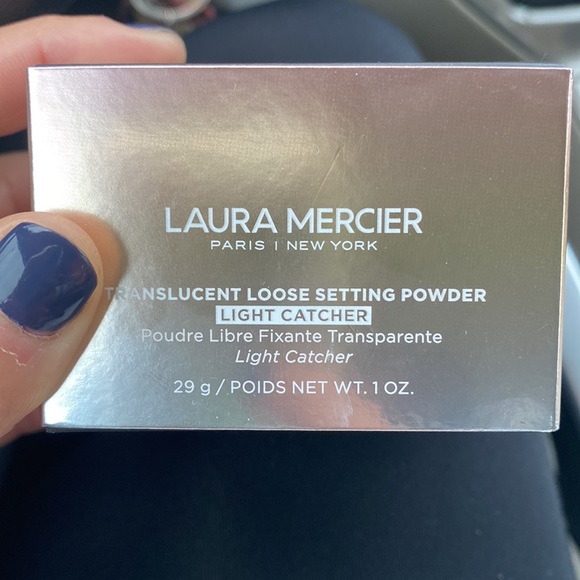 LAURA MERCIER
PARIS | NEW YORK
TRANSLUCENT LOOSE SETTING POWDER
LIGHT CATCHER
Poudre Libre Fixante Transparente
Light Catcher
29 g / POIDS NET WT. 1 OZ.